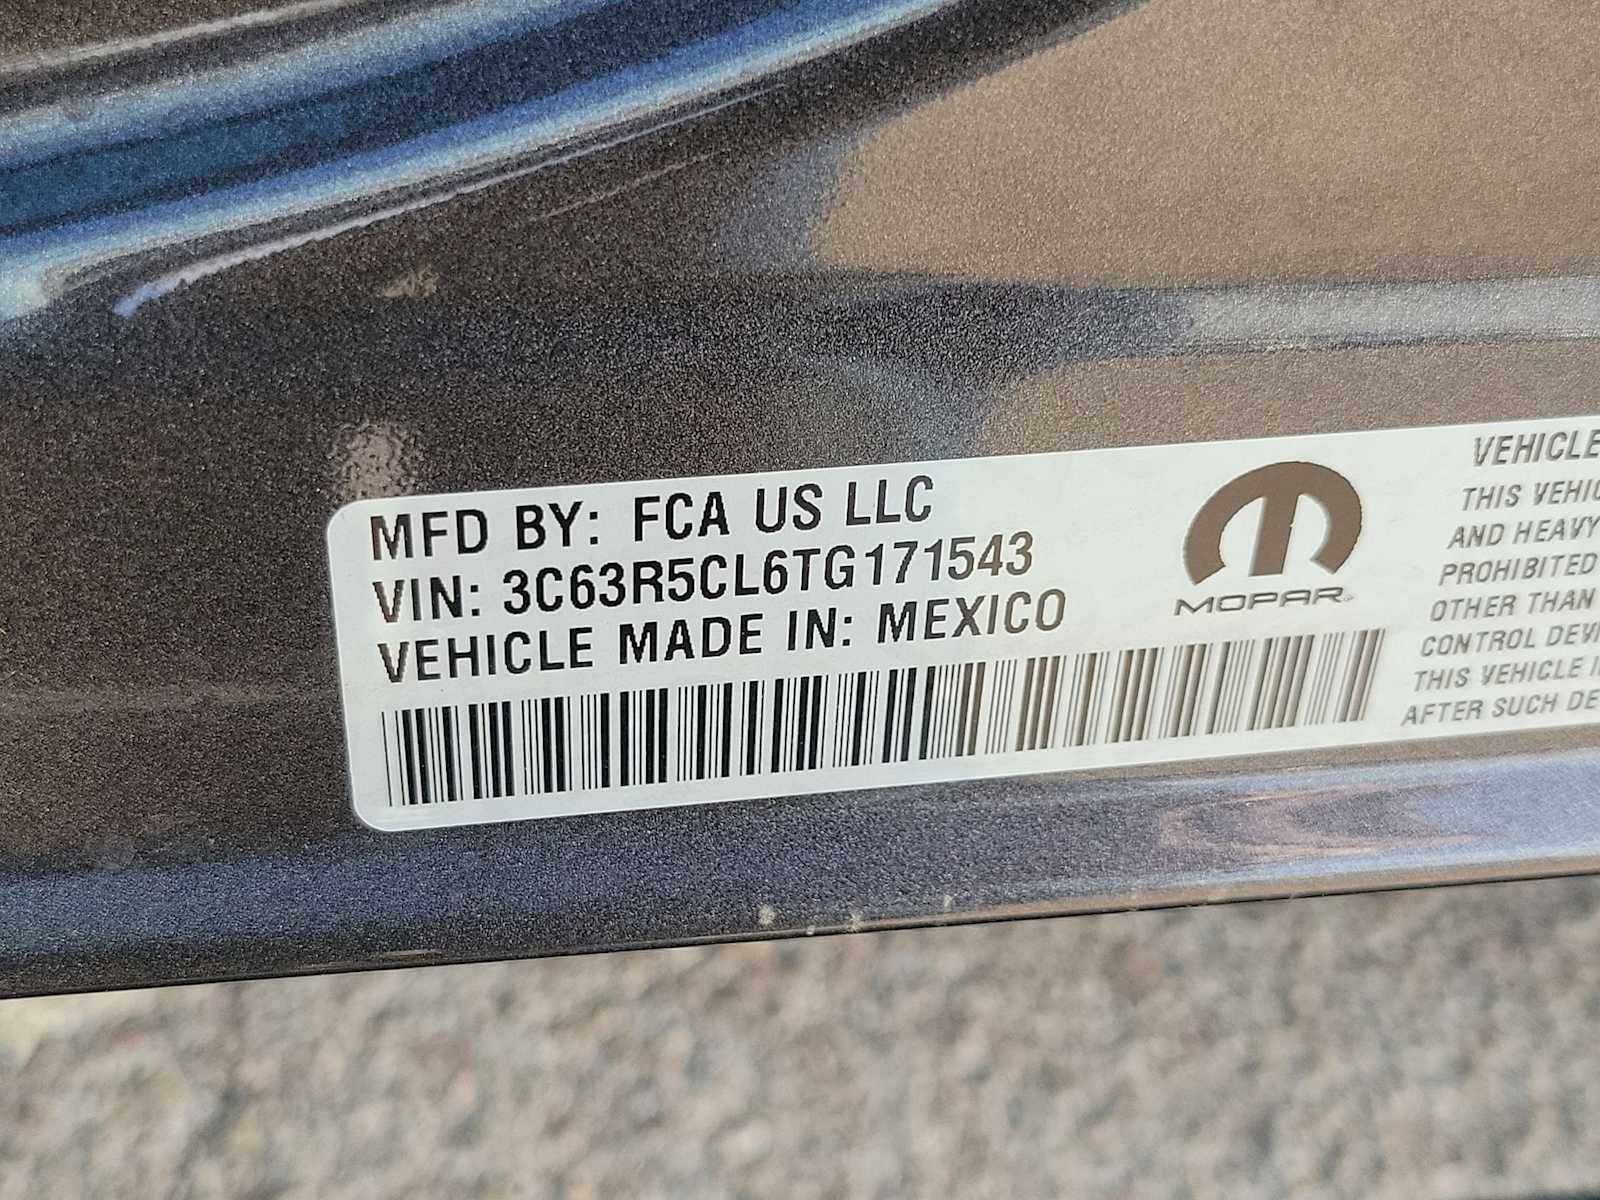 MFD BY: FCA US LLC
VIN: 3C63R5CL6TG171543
VEHICLE MADE IN: MEXICO
MOPAR
VEHICLE
THIS VEHIC
AND HEAVY
PROHIBITED
OTHER THAN
CONTROL DEVI
THIS VEHICLE I
AFTER SUCH DE